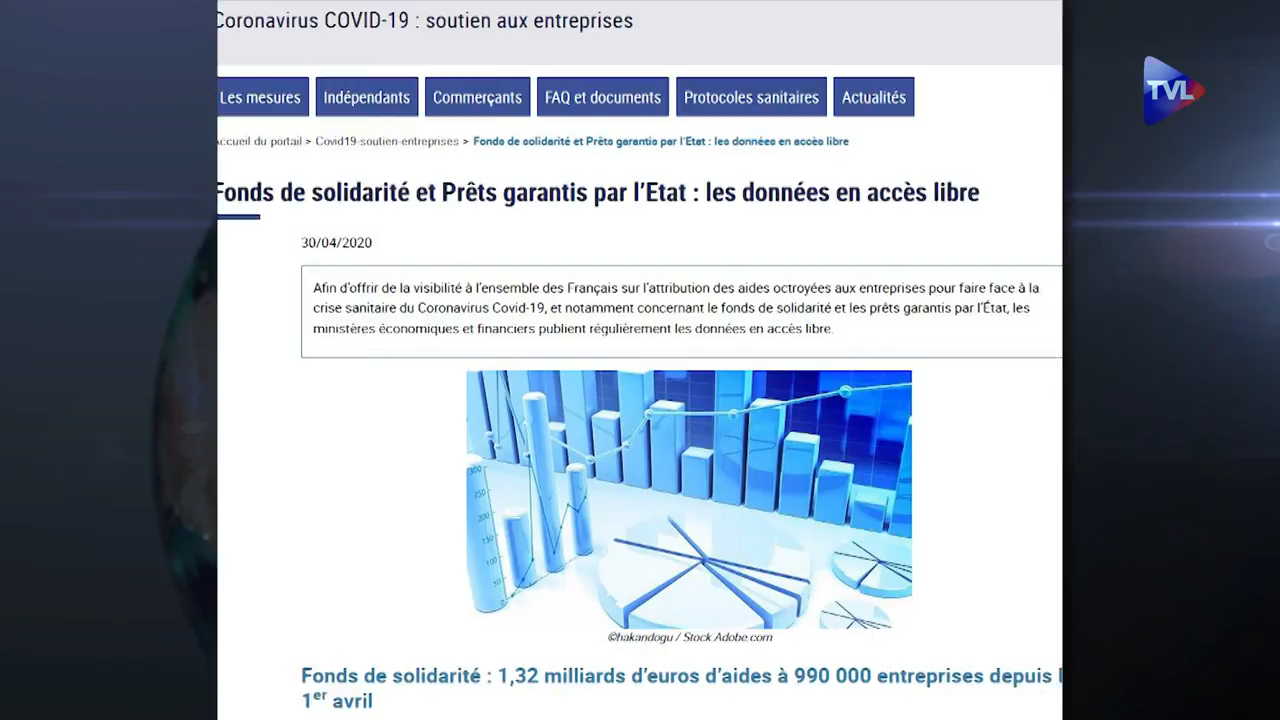 Coronavirus COVID-19 : soutien aux entreprises
TVL
Les mesures
Indépendants
Commerçants
FAQ et documents
Protocoles sanitaires
Actualités
Accueil du portail > Covid19-soutien-entreprises > Fonds de solidarité et Prêts garantis par l'Etat : les données en accès libre
Fonds de solidarité et Prêts garantis par l'Etat : les données en accès libre
30/04/2020
Afin d'offrir de la visibilité à l'ensemble des Français sur l'attribution des aides octroyées aux entreprises pour faire face à la
crise sanitaire du Coronavirus Covid-19, et notamment concernant le fonds de solidarité et les prêts garantis par l'État, les
ministères économiques et financiers publient régulièrement les données en accès libre.
300
250
200
150
100
50
©hakandogu / Stock Adobe com
Fonds de solidarité : 1,32 milliards d'euros d'aides à 990 000 entreprises depuis
1er avril